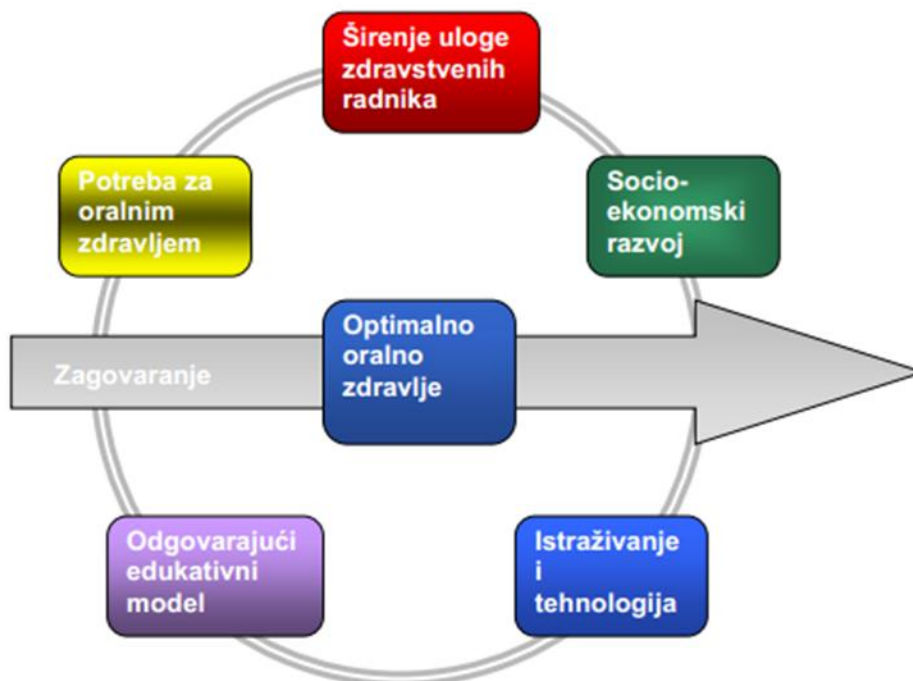 Širenje uloge
zdravstvenih
radnika
Potreba za
oralnim
zdravljem
Socio-
ekonomski
razvoj
Zagovaranje
Optimalno
oralno
zdravlje
Odgovarajući
edukativni
model
Istraživanje
i
tehnologija